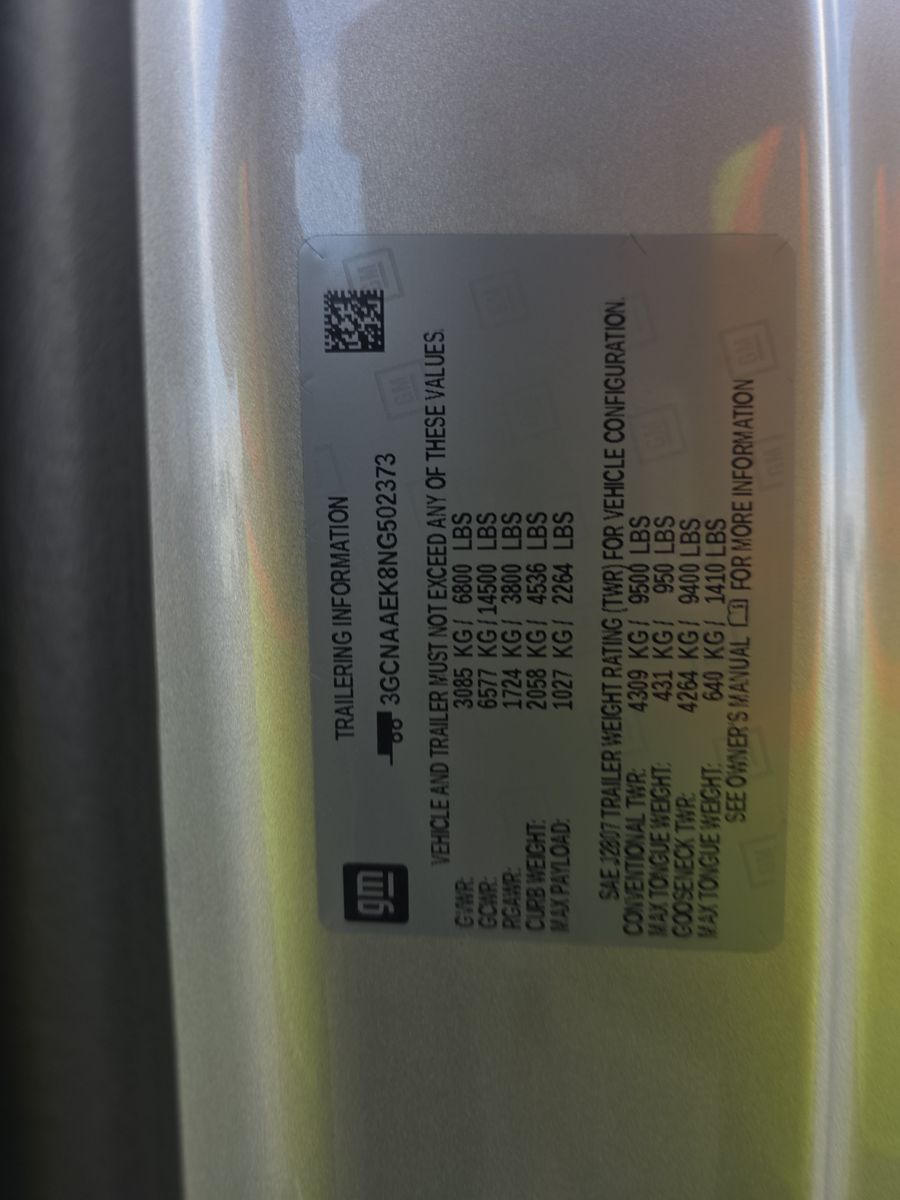 gm
TRAILERING INFORMATION
3GCNAAEK8NG502373
VEHICLE AND TRAILER MUST NOT EXCEED ANY OF THESE VALUES.
GVWR: 3085 KG / 6800 LBS
GCWR: 6577 KG / 14500 LBS
RGAWR: 1724 KG / 3800 LBS
CURB WEIGHT: 2058 KG / 4536 LBS
MAX PAYLOAD: 1027 KG / 2264 LBS
SAE J2807 TRAILER WEIGHT RATING (TWR) FOR VEHICLE CONFIGURATION.
CONVENTIONAL TWR: 4309 KG / 9500 LBS
MAX TONGUE WEIGHT: 431 KG / 950 LBS
GOOSENECK TWR: 4264 KG / 9400 LBS
MAX TONGUE WEIGHT: 640 KG / 1410 LBS
SEE OWNER'S MANUAL FOR MORE INFORMATION